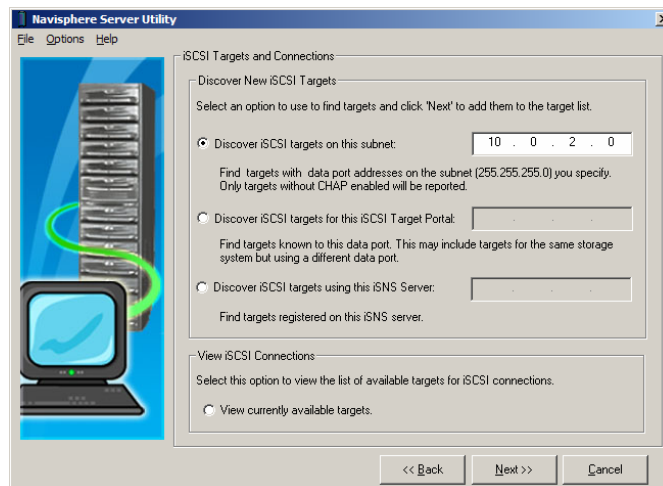 Navisphere Server Utility
File Options Help
iSCSI Targets and Connections
Discover New iSCSI Targets
Select an option to use to find targets and click 'Next' to add them to the target list.
Discover iSCSI targets on this subnet: 10 . 0 . 2 . 0
Find targets with data port addresses on the subnet (255.255.255.0) you specify.
Only targets without CHAP enabled will be reported.
Discover iSCSI targets for this iSCSI Target Portal: . . .
Find targets known to this data port. This may include targets for the same storage
system but using a different data port.
Discover iSCSI targets using this iSNS Server: . . .
Find targets registered on this iSNS server.
View iSCSI Connections
Select this option to view the list of available targets for iSCSI connections.
View currently available targets.
<< Back Next >> Cancel